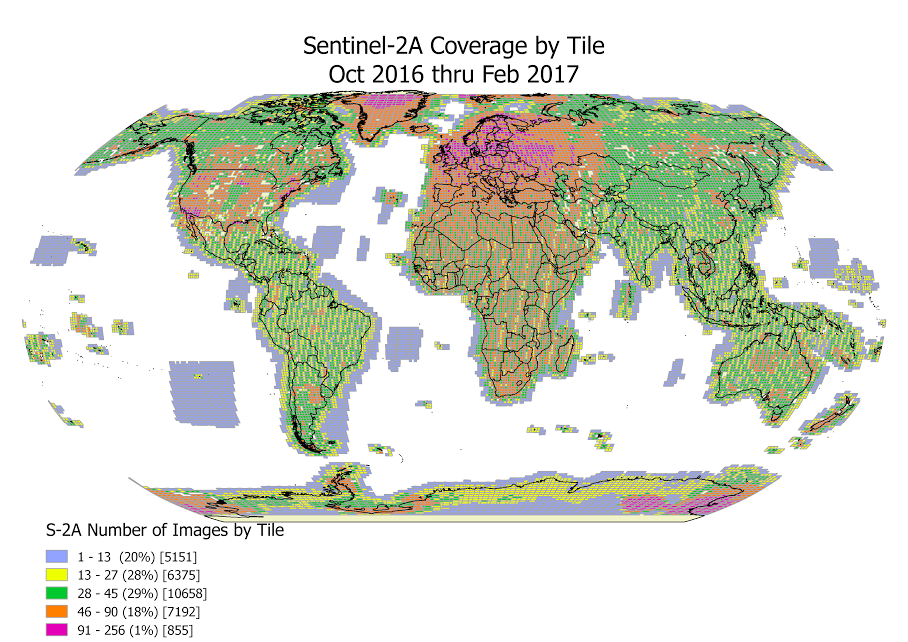 Sentinel-2A Coverage by Tile
Oct 2016 thru Feb 2017
S-2A Number of Images by Tile
1 - 13 (20%) [5151]
13 - 27 (28%) [6375]
28 - 45 (29%) [10658]
46 - 90 (18%) [7192]
91 - 256 (1%) [855]